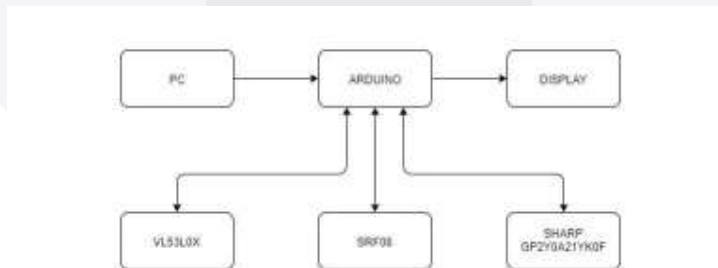 PC
ARDUINO
DISPLAY
VL53L0X
SRF08
SHARP
GP2Y0A21YK0F